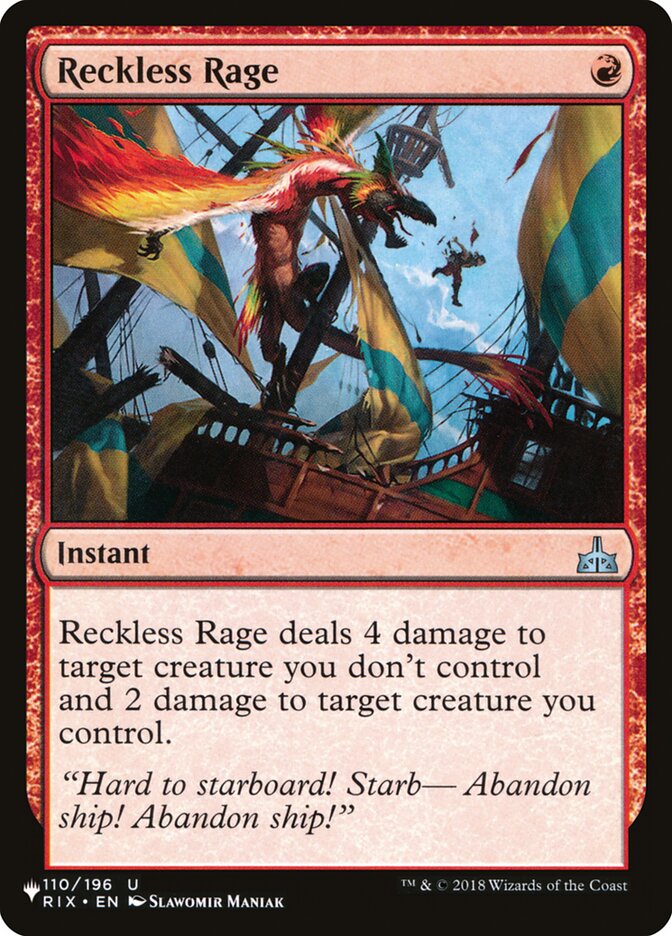 Reckless Rage
Instant
Reckless Rage deals 4 damage to
target creature you don't control
and 2 damage to target creature you
control.
“Hard to starboard! Starb— Abandon
ship! Abandon ship!”
110/196 U
RIX • EN Slawomir Maniak
™ & © 2018 Wizards of the Coast